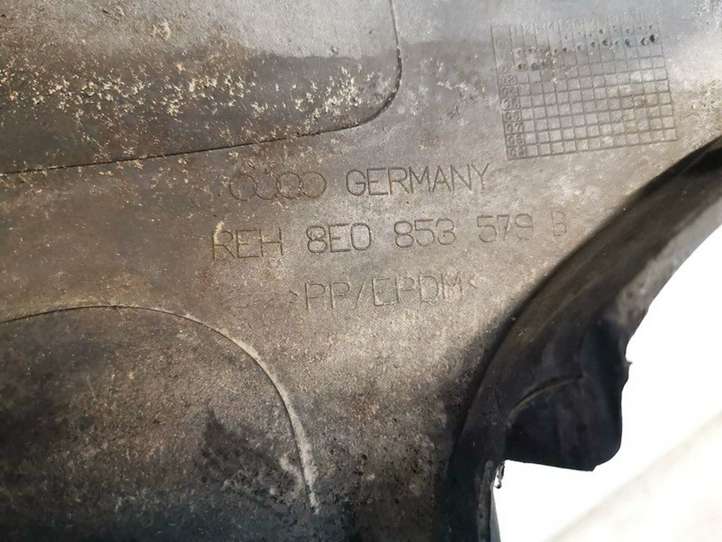 GERMANY
REH 8E0 853 579 B
>PP/EPDM<